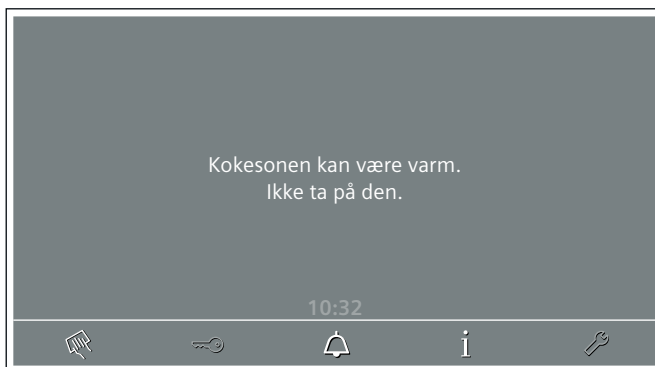 Kokesonen kan være varm.
Ikke ta på den.
10:32
i